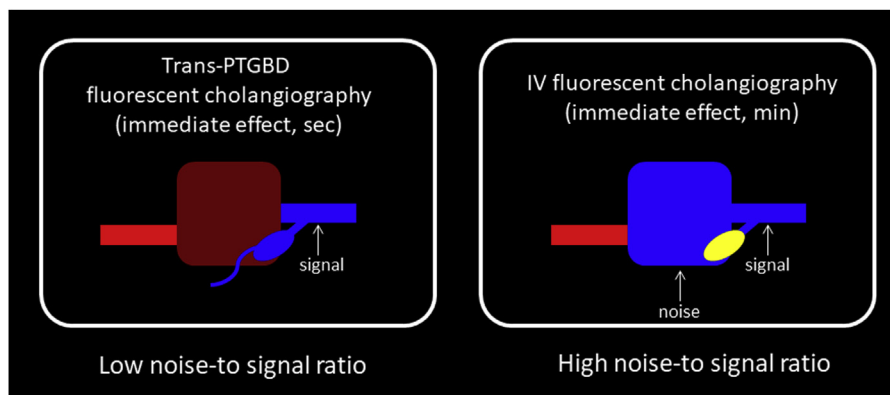 Trans-PTGBD
fluorescent cholangiography
(immediate effect, sec)
signal
Low noise-to signal ratio
IV fluorescent cholangiography
(immediate effect, min)
signal
noise
High noise-to signal ratio